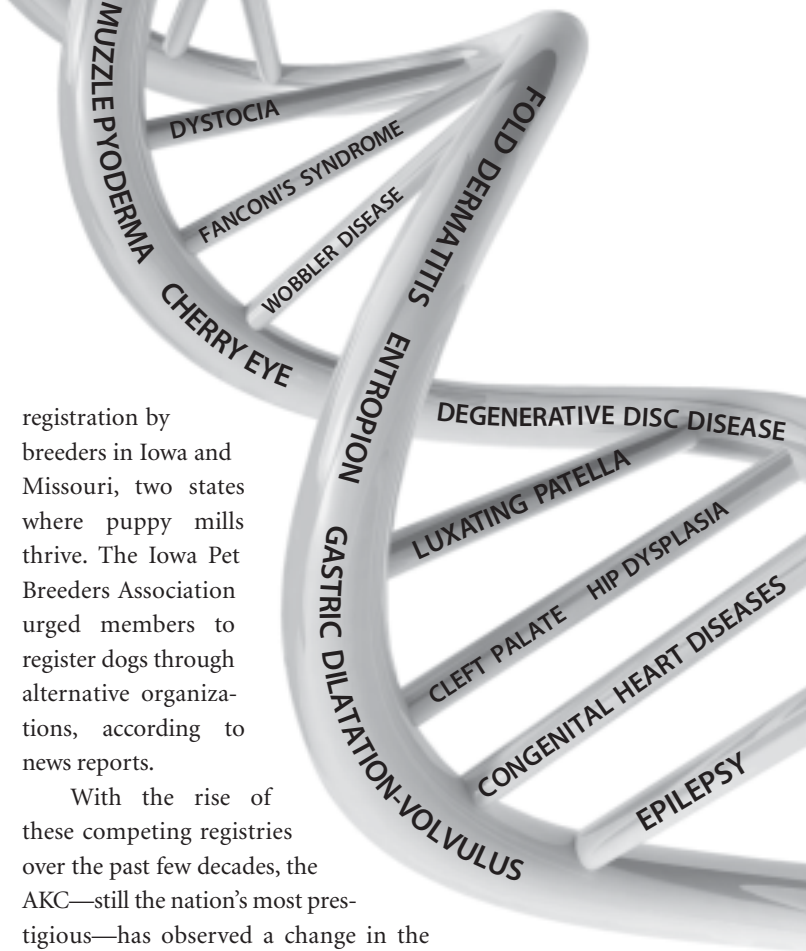 MUZZLE PYODERMA
DYSTOCIA
FANCONI'S SYNDROME
WOBBLER DISEASE
CHERRY EYE
FOLD DERMATITIS
ENTROPION
DEGENERATIVE DISC DISEASE
LUXATING PATELLA
CLEFT PALATE HIP DYSPLASIA
GASTRIC DILATATION-VOLVULUS
CONGENITAL HEART DISEASES
EPILEPSY
registration by
breeders in Iowa and
Missouri, two states
where puppy mills
thrive. The Iowa Pet
Breeders Association
urged members to
register dogs through
alternative organiza-
tions, according to
news reports.
With the rise of
these competing registries
over the past few decades, the
AKC—still the nation's most pres-
tigious—has observed a change in the